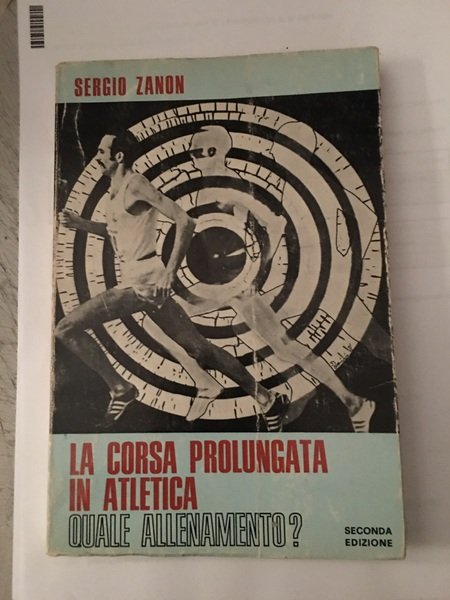 SERGIO ZANON
LA CORSA PROLUNGATA
IN ATLETICA
QUALE ALLENAMENTO?
SECONDA
EDIZIONE